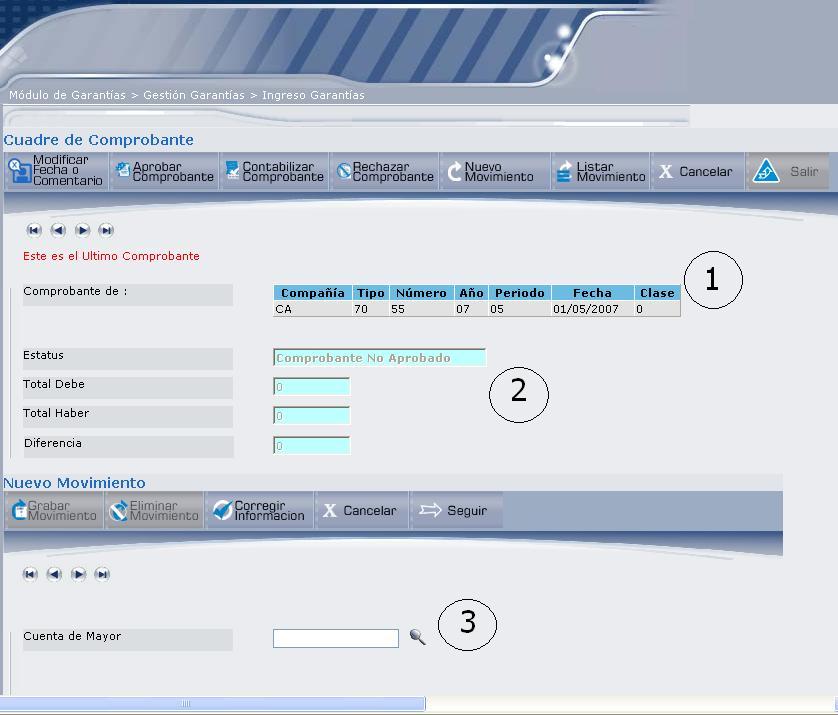 Módulo de Garantías > Gestión Garantías > Ingreso Garantías
Cuadre de Comprobante
Modificar Fecha o Comentario
Aprobar Comprobante
Contabilizar Comprobante
Rechazar Comprobante
Nuevo Movimiento
Listar Movimiento
X Cancelar
Salir
Este es el Ultimo Comprobante
Comprobante de :
Compañía Tipo Número Año Periodo Fecha Clase
CA 70 55 07 05 01/05/2007 0
1
Estatus
Comprobante No Aprobado
Total Debe
0
2
Total Haber
0
Diferencia
0
Nuevo Movimiento
Grabar Movimiento
Eliminar Movimiento
Corregir Informacion
X Cancelar
Seguir
Cuenta de Mayor
3